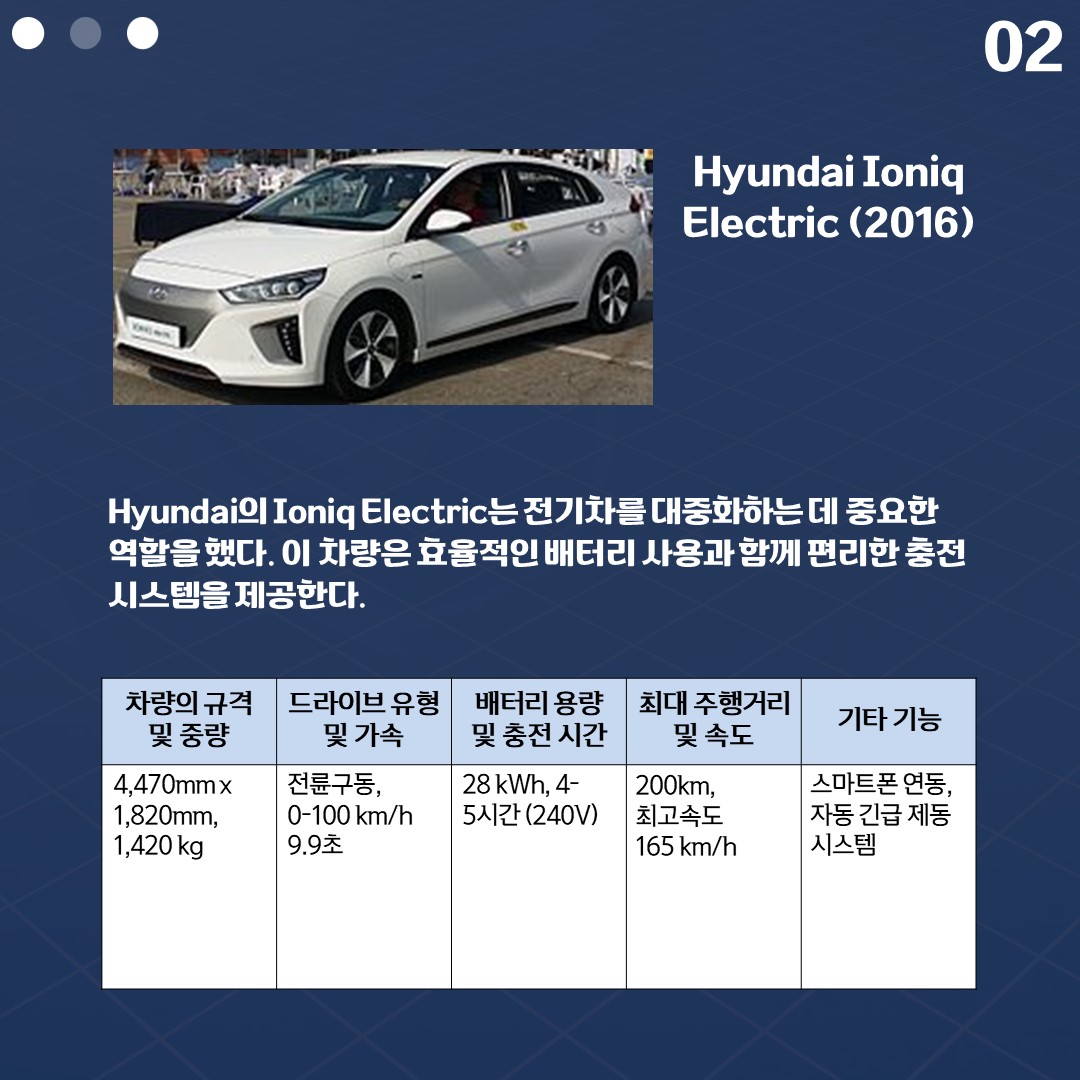 02
Hyundai Ioniq
Electric (2016)
Hyundai의 Ioniq Electric는 전기차를 대중화하는 데 중요한
역할을 했다. 이 차량은 효율적인 배터리 사용과 함께 편리한 충전
시스템을 제공한다.
차량의 규격
및 중량
드라이브 유형
및 가속
배터리 용량
및 충전 시간
최대 주행거리
및 속도
기타 기능
4,470mm x
1,820mm,
1,420 kg
전륜구동,
0-100 km/h
9.9초
28 kWh, 4-
5시간 (240V)
200km,
최고속도
165 km/h
스마트폰 연동,
자동 긴급 제동
시스템